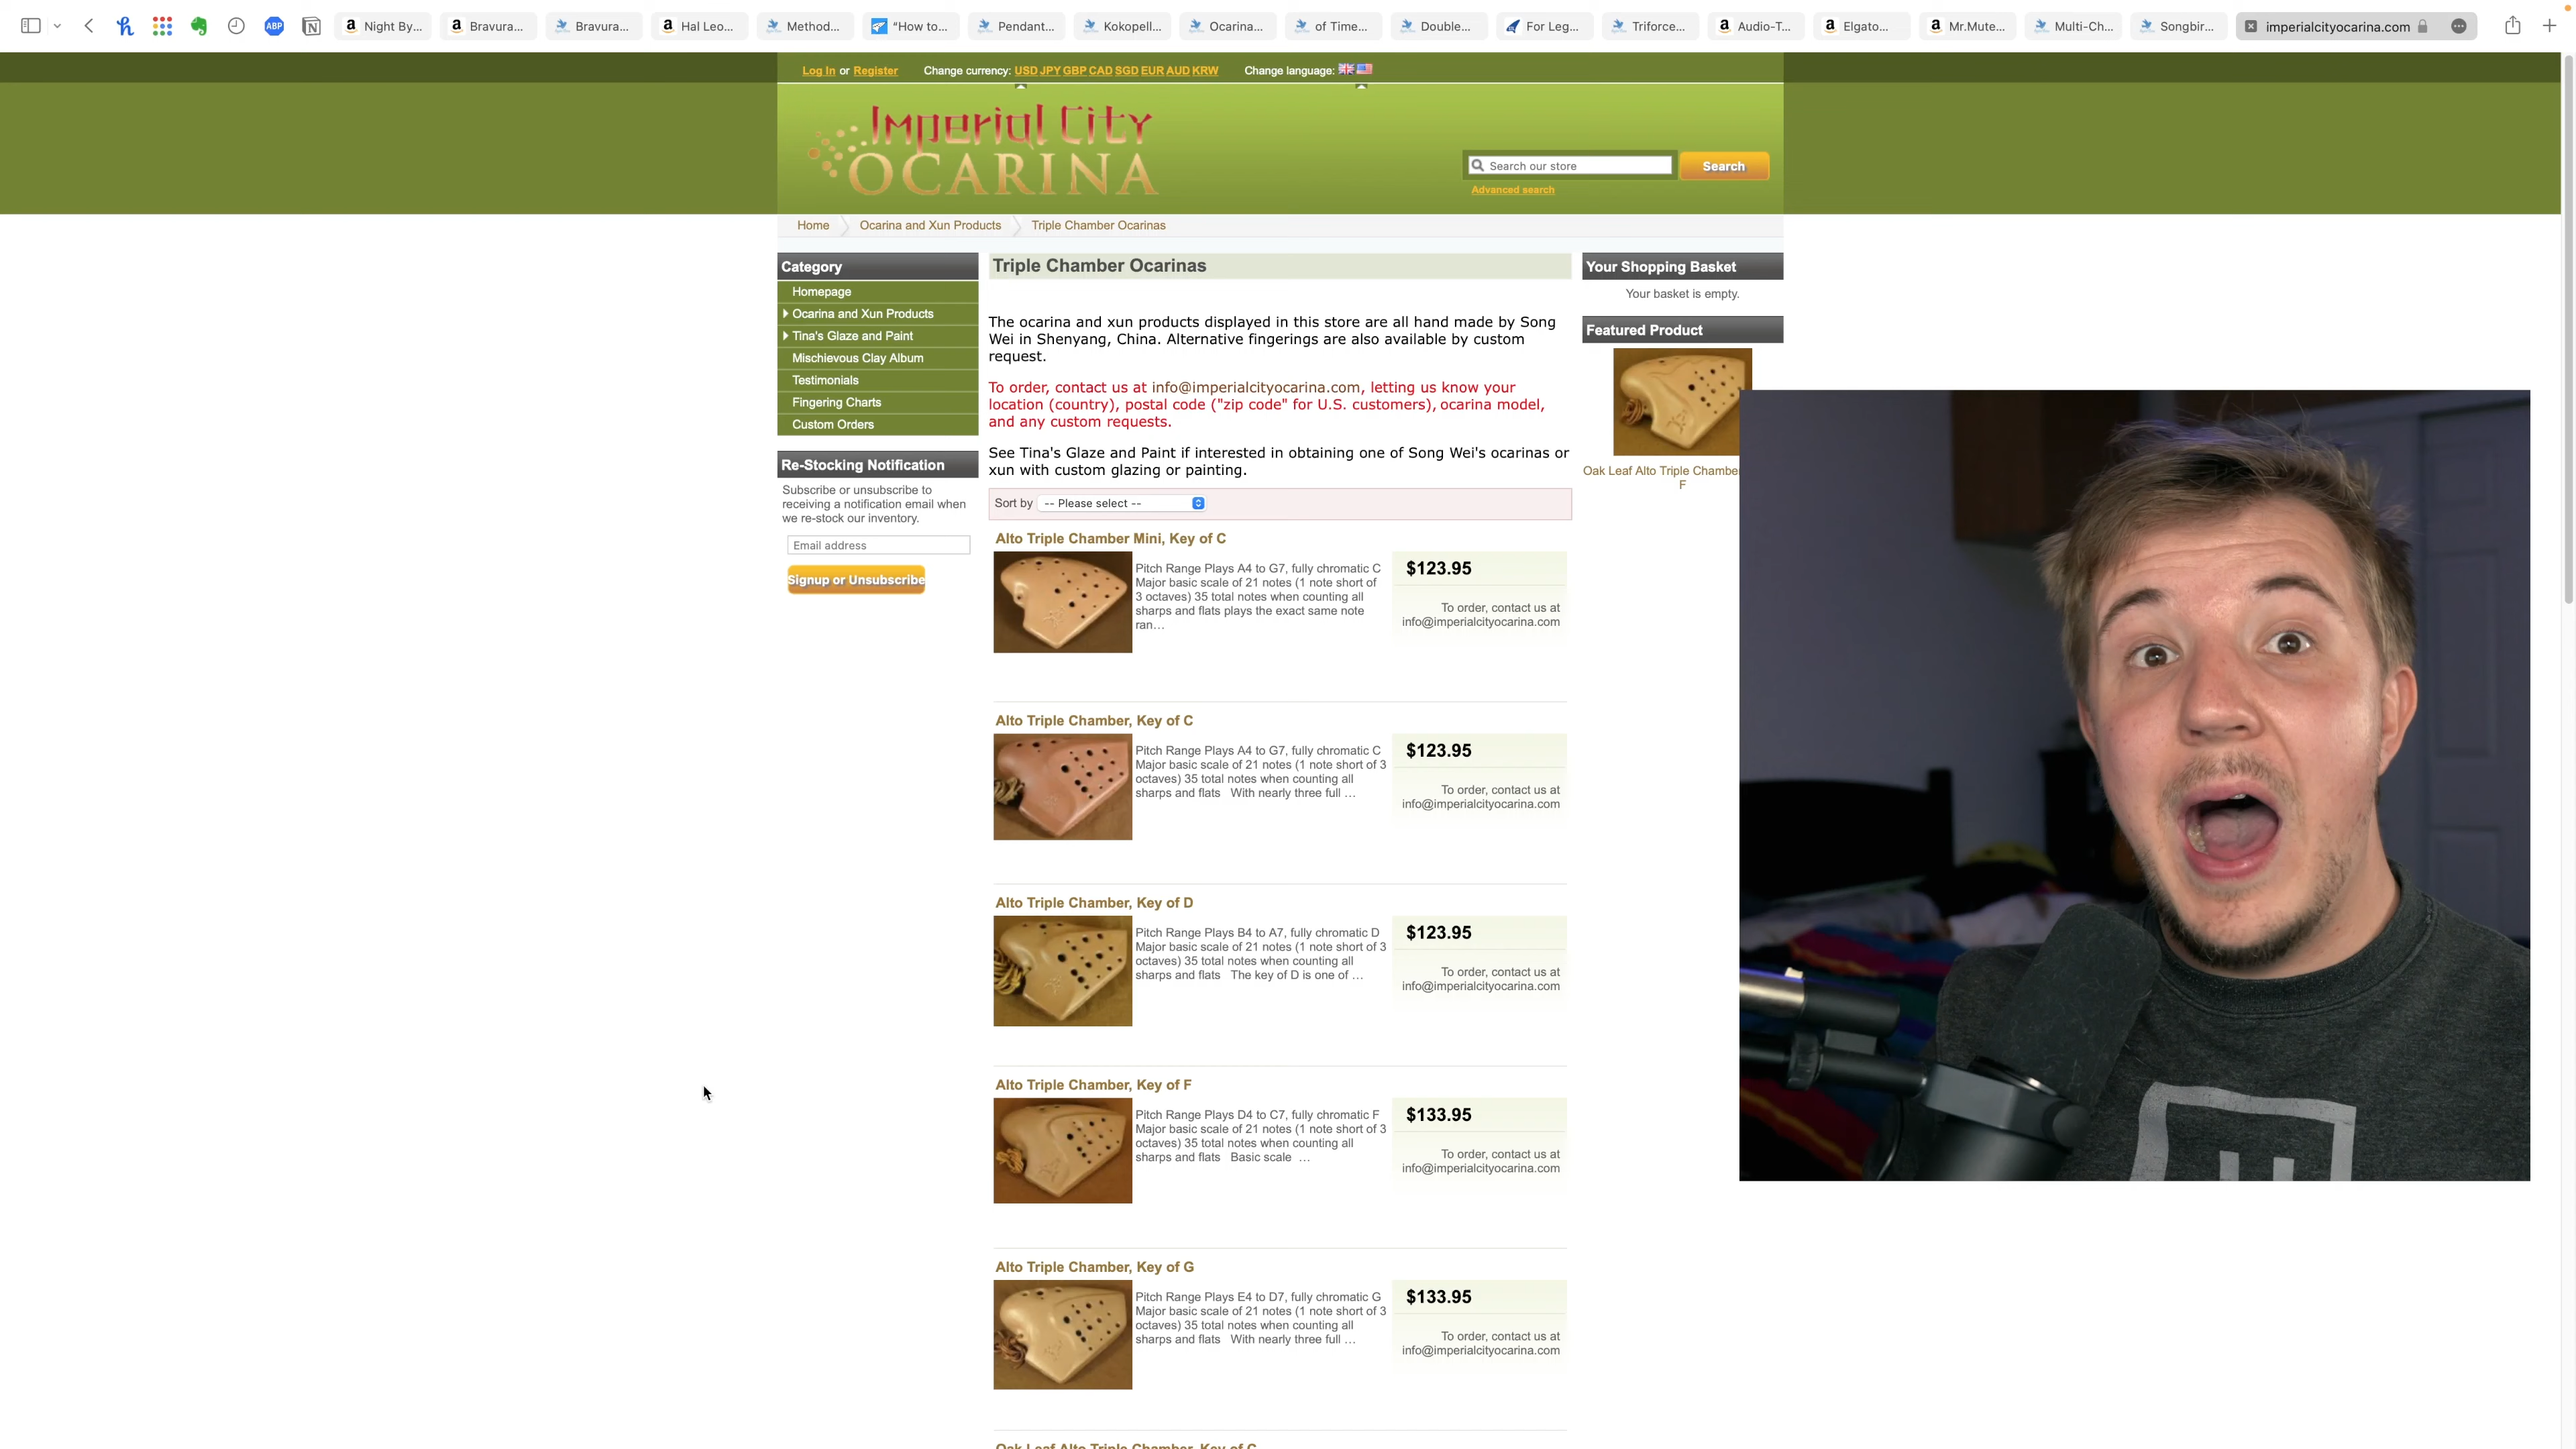 Night By...
Bravura...
Bravura...
Hal Leo...
Method...
"How to...
Pendant...
Kokopell...
Ocarina...
of Time...
Double...
For Leg...
Triforce...
Audio-T...
Elgato...
Mr.Mute...
Multi-Ch...
Songbir...
imperialcityocarina.com
ABP
Log In or Register
Change currency: USD JPY GBP CAD SGD EUR AUD KRW
Change language:
Imperial City
OCARINA
Search our store
Search
Advanced search
Home
Ocarina and Xun Products
Triple Chamber Ocarinas
Category
Homepage
Ocarina and Xun Products
Tina's Glaze and Paint
Mischievous Clay Album
Testimonials
Fingering Charts
Custom Orders
Re-Stocking Notification
Subscribe or unsubscribe to
receiving a notification email when
we re-stock our inventory.
Email address
Signup or Unsubscribe
Triple Chamber Ocarinas
The ocarina and xun products displayed in this store are all hand made by Song
Wei in Shenyang, China. Alternative fingerings are also available by custom
request.
To order, contact us at info@imperialcityocarina.com, letting us know your
location (country), postal code ("zip code" for U.S. customers), ocarina model,
and any custom requests.
See Tina's Glaze and Paint if interested in obtaining one of Song Wei's ocarinas or
xun with custom glazing or painting.
Sort by -- Please select --
Alto Triple Chamber Mini, Key of C
Pitch Range Plays A4 to G7, fully chromatic C
Major basic scale of 21 notes (1 note short of
3 octaves) 35 total notes when counting all
sharps and flats plays the exact same note
ran...
$123.95
To order, contact us at
info@imperialcityocarina.com
Alto Triple Chamber, Key of C
Pitch Range Plays A4 to G7, fully chromatic C
Major basic scale of 21 notes (1 note short of 3
octaves) 35 total notes when counting all
sharps and flats With nearly three full ...
$123.95
To order, contact us at
info@imperialcityocarina.com
Alto Triple Chamber, Key of D
Pitch Range Plays B4 to A7, fully chromatic D
Major basic scale of 21 notes (1 note short of 3
octaves) 35 total notes when counting all
sharps and flats The key of D is one of ...
$123.95
To order, contact us at
info@imperialcityocarina.com
Alto Triple Chamber, Key of F
Pitch Range Plays D4 to C7, fully chromatic F
Major basic scale of 21 notes (1 note short of 3
octaves) 35 total notes when counting all
sharps and flats Basic scale ...
$133.95
To order, contact us at
info@imperialcityocarina.com
Alto Triple Chamber, Key of G
Pitch Range Plays E4 to D7, fully chromatic G
Major basic scale of 21 notes (1 note short of 3
octaves) 35 total notes when counting all
sharps and flats With nearly three full ...
$133.95
To order, contact us at
info@imperialcityocarina.com
Oak Leaf Alto Triple Chamber, Key of C
Your Shopping Basket
Your basket is empty.
Featured Product
Oak Leaf Alto Triple Chambe
F